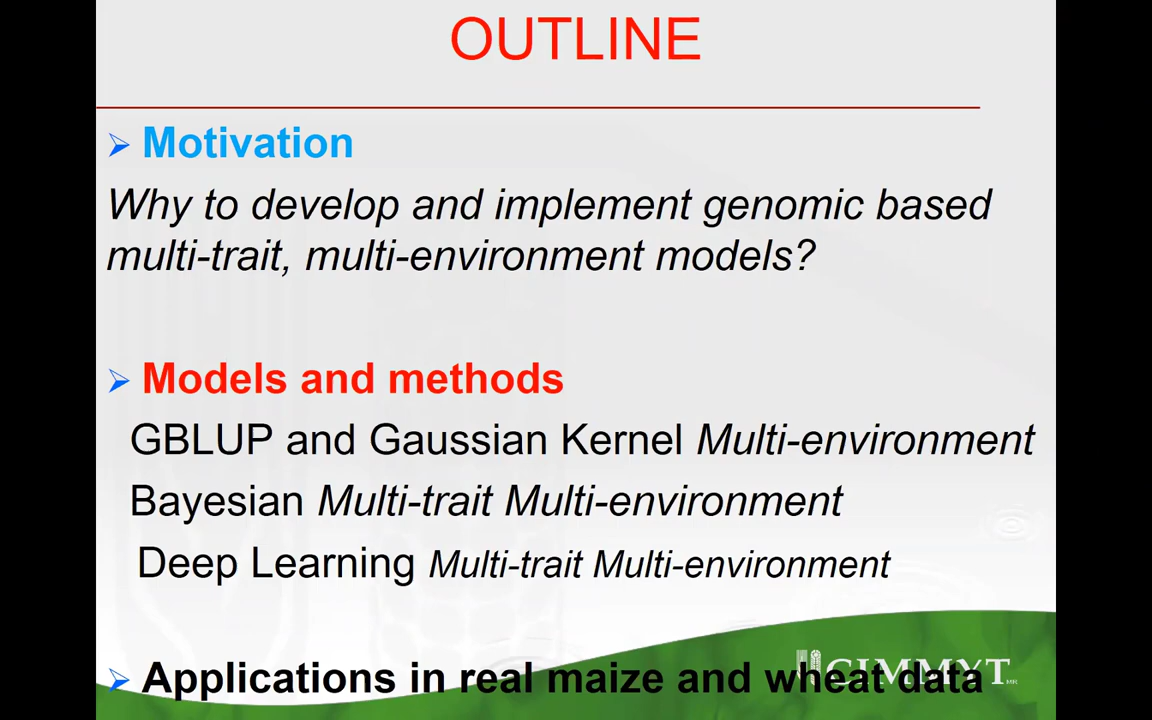 OUTLINE
➢ Motivation
Why to develop and implement genomic based
multi-trait, multi-environment models?
➢ Models and methods
GBLUP and Gaussian Kernel Multi-environment
Bayesian Multi-trait Multi-environment
Deep Learning Multi-trait Multi-environment
➢ Applications in real maize and wheat data
CIMMYT MR